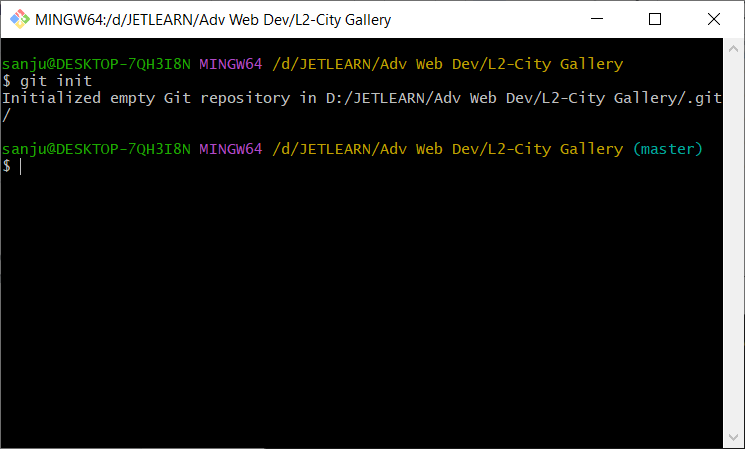 MINGW64:/d/JETLEARN/Adv Web Dev/L2-City Gallery
sanju@DESKTOP-7QH3I8N MINGW64 /d/JETLEARN/Adv Web Dev/L2-City Gallery
$ git init
Initialized empty Git repository in D:/JETLEARN/Adv Web Dev/L2-City Gallery/.git
/
sanju@DESKTOP-7QH3I8N MINGW64 /d/JETLEARN/Adv Web Dev/L2-City Gallery (master)
$